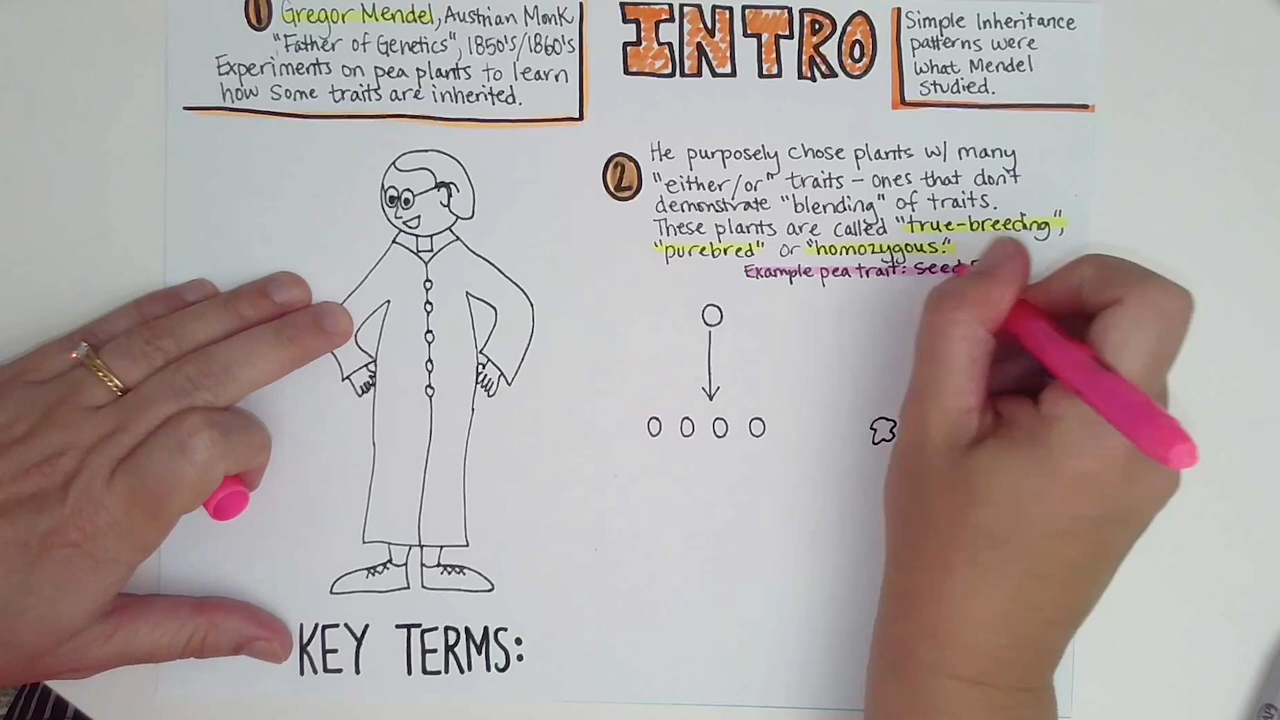 1 Gregor Mendel, Austrian Monk
"Father of Genetics", 1850's/1860's
Experiments on pea plants to learn
how some traits are inherited.
INTRO
Simple Inheritance
patterns were
what Mendel
studied.
2 He purposely chose plants w/ many
"either/or" traits – ones that don't
demonstrate "blending" of traits.
These plants are called "true-breeding",
"purebred" or "homozygous."
Example pea trait: seed
KEY TERMS: